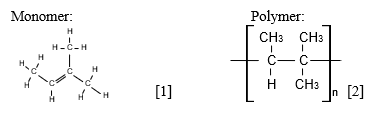 Monomer:
Polymer:
H
H C H
H H
H C C H
C C
H H H
[1]
CH3 CH3
C C
H CH3
n
[2]